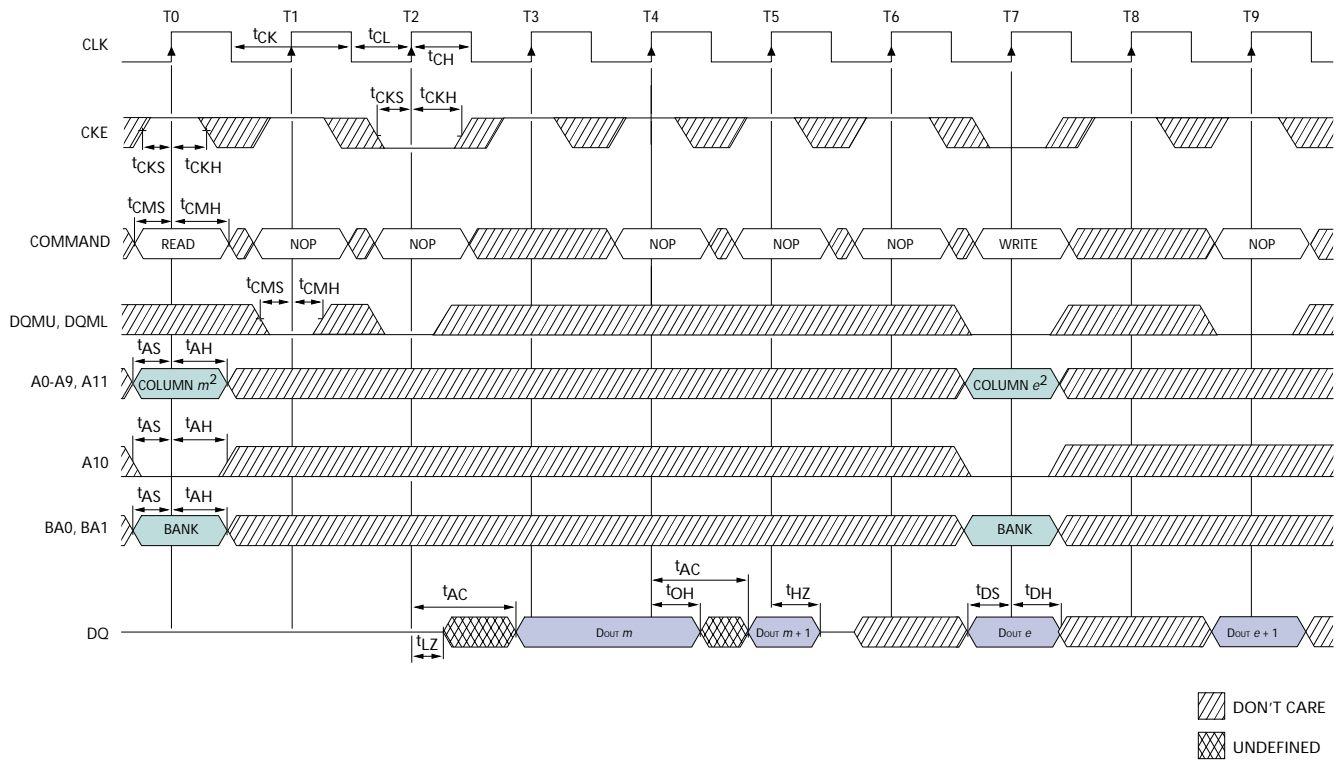 T0 T1 T2 T3 T4 T5 T6 T7 T8 T9
CLK
tCK tCL tCH
tCKS tCKH
CKE
tCKS tCKH
tCMS tCMH
COMMAND READ NOP NOP NOP NOP NOP WRITE NOP
tCMS tCMH
DQMU, DQML
tAS tAH
A0-A9, A11 COLUMN m2 COLUMN e2
tAS tAH
A10
tAS tAH
BA0, BA1 BANK BANK
tAC tAC tOH tHZ tDS tDH
DQ DOUT m DOUT m + 1 DOUT e DOUT e + 1
tLZ
DON'T CARE
UNDEFINED